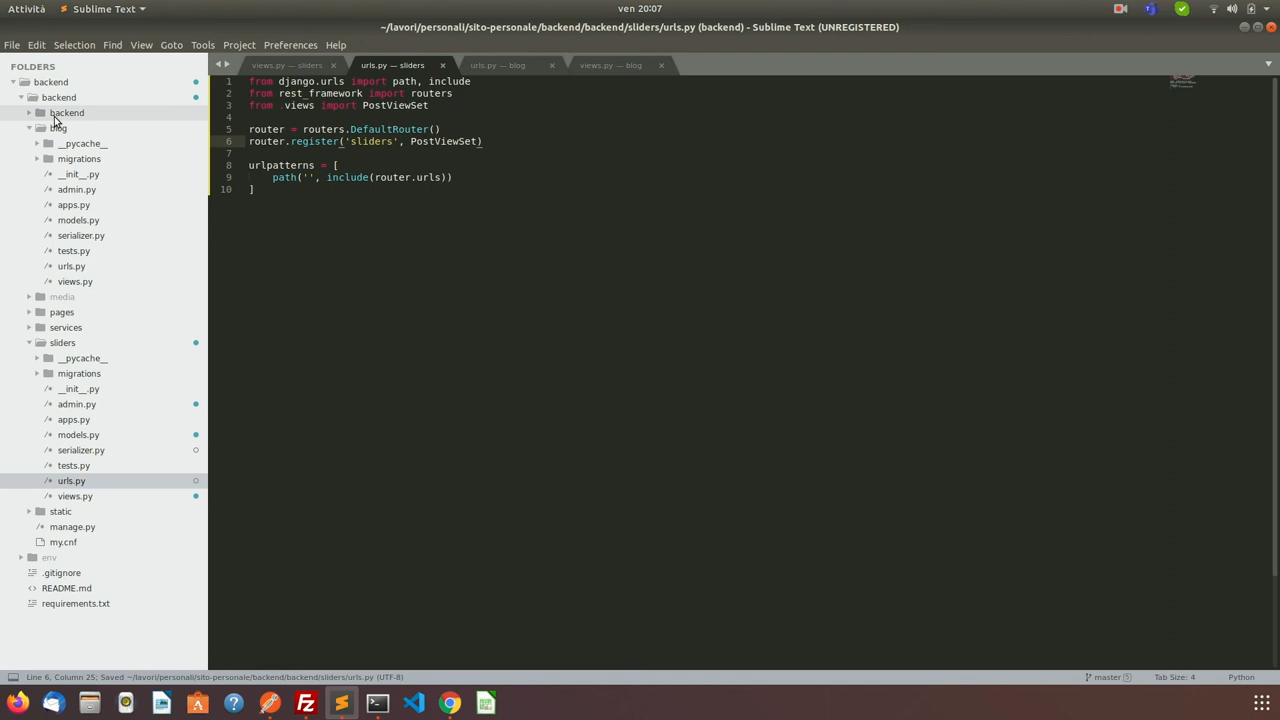 Attività
Sublime Text
ven 20:07
~/lavori/personali/sito-personale/backend/backend/sliders/urls.py (backend) - Sublime Text (UNREGISTERED)
File Edit Selection Find View Goto Tools Project Preferences Help
FOLDERS
backend
backend
backend
blog
__pycache__
migrations
__init__.py
admin.py
apps.py
models.py
serializer.py
tests.py
urls.py
views.py
media
pages
services
sliders
__pycache__
migrations
__init__.py
admin.py
apps.py
models.py
serializer.py
tests.py
urls.py
views.py
static
manage.py
my.cnf
env
.gitignore
README.md
requirements.txt
views.py — sliders
urls.py — sliders
urls.py — blog
views.py — blog
1 from django.urls import path, include
2 from rest_framework import routers
3 from .views import PostViewSet
4
5 router = routers.DefaultRouter()
6 router.register('sliders', PostViewSet)
7
8 urlpatterns = [
9 path('', include(router.urls))
10 ]
Line 6, Column 25; Saved ~/lavori/personali/sito-personale/backend/backend/sliders/urls.py (UTF-8)
master 5
Tab Size: 4
Python